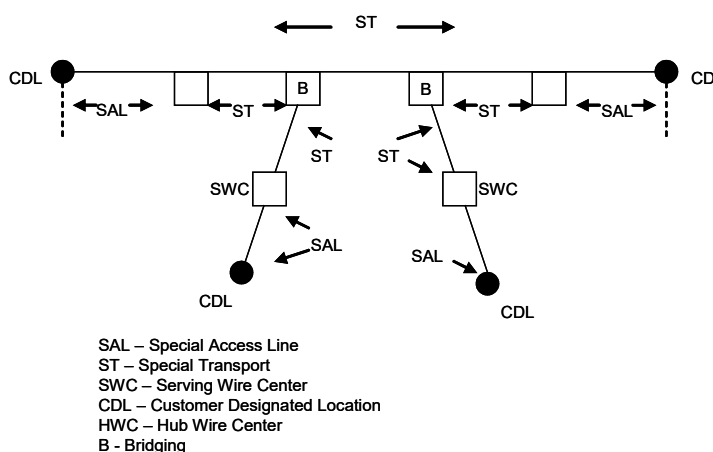 ST
CDL
CD
B
B
SAL
ST
ST
SAL
ST
ST
SWC
SWC
SAL
SAL
CDL
CDL
SAL – Special Access Line
ST – Special Transport
SWC – Serving Wire Center
CDL – Customer Designated Location
HWC – Hub Wire Center
B - Bridging